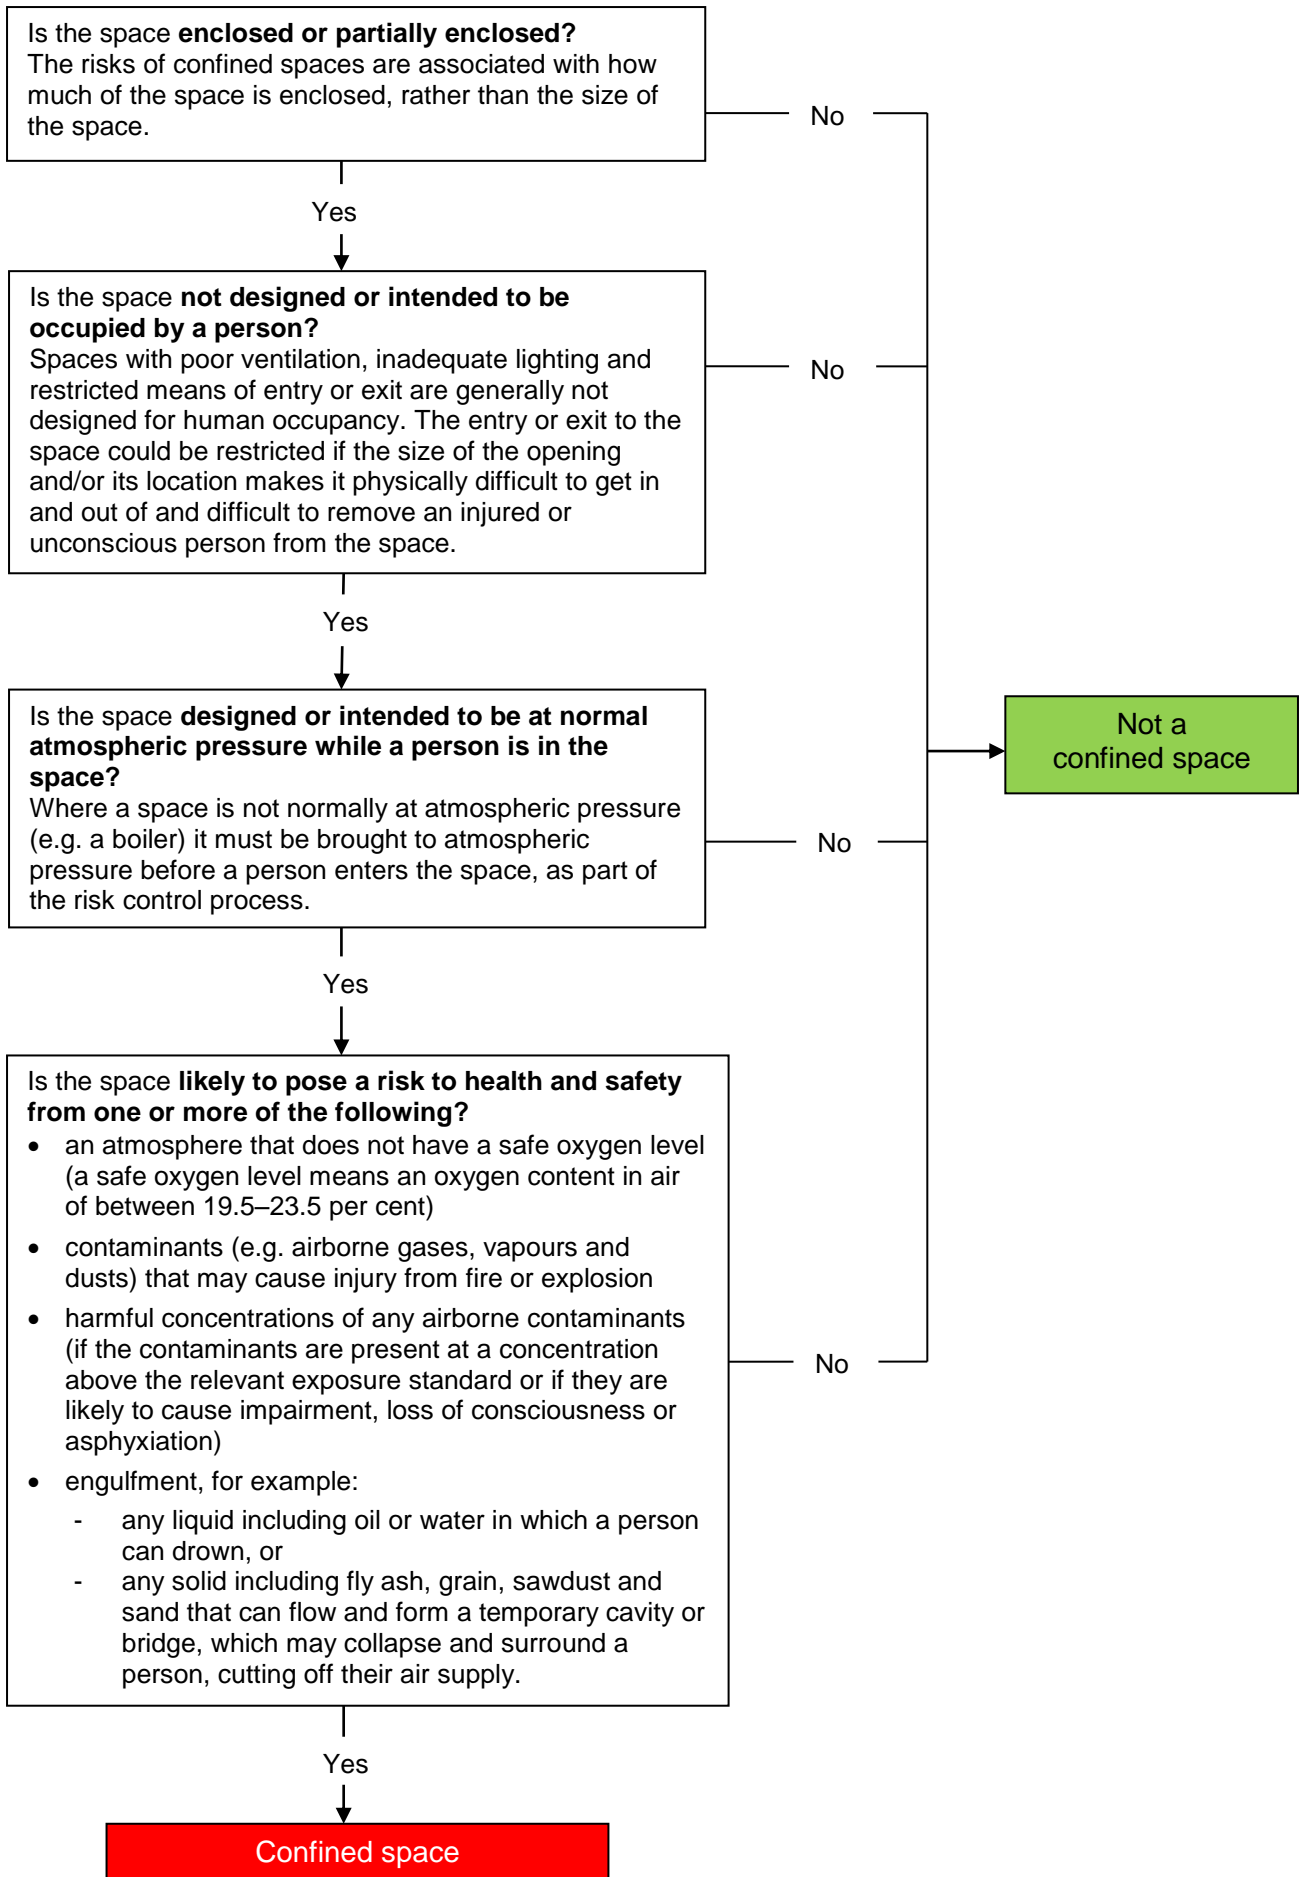 Is the space enclosed or partially enclosed?
The risks of confined spaces are associated with how
much of the space is enclosed, rather than the size of
the space.
No
Yes
Is the space not designed or intended to be
occupied by a person?
Spaces with poor ventilation, inadequate lighting and
restricted means of entry or exit are generally not
designed for human occupancy. The entry or exit to the
space could be restricted if the size of the opening
and/or its location makes it physically difficult to get in
and out of and difficult to remove an injured or
unconscious person from the space.
No
Yes
Is the space designed or intended to be at normal
atmospheric pressure while a person is in the
space?
Where a space is not normally at atmospheric pressure
(e.g. a boiler) it must be brought to atmospheric
pressure before a person enters the space, as part of
the risk control process.
No
Not a
confined space
Yes
Is the space likely to pose a risk to health and safety
from one or more of the following?
• an atmosphere that does not have a safe oxygen level
(a safe oxygen level means an oxygen content in air
of between 19.5–23.5 per cent)
• contaminants (e.g. airborne gases, vapours and
dusts) that may cause injury from fire or explosion
• harmful concentrations of any airborne contaminants
(if the contaminants are present at a concentration
above the relevant exposure standard or if they are
likely to cause impairment, loss of consciousness or
asphyxiation)
• engulfment, for example:
- any liquid including oil or water in which a person
can drown, or
- any solid including fly ash, grain, sawdust and
sand that can flow and form a temporary cavity or
bridge, which may collapse and surround a
person, cutting off their air supply.
No
Yes
Confined space